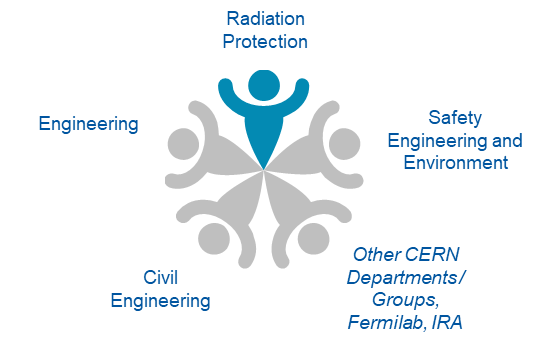 Radiation
Protection
Engineering
Safety
Engineering and
Environment
Civil
Engineering
Other CERN
Departments/
Groups,
Fermilab, IRA